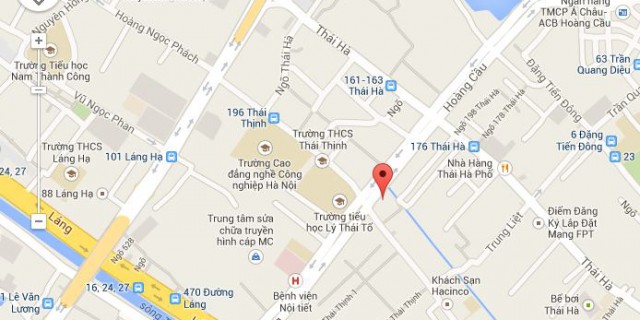 Nguyên Hồng
Hoàng Ngọc Phách
Ngõ Thái Hà
Thái Hà
Ngân hàng
TMCP Á Châu-
ACB Hoàng Cầu
63 Trần
Quang Diệu
Trần Qu
Trường Tiểu học
Nam Thành Công
161-163
Thái Hà
Hoàng Cầu
Đặng Tiến Đông
Vũ Ngọc Phan
Ngõ
Ngõ 198 Thái Hà
Ngõ 178 Thái Hà
196 Thái
Thịnh
Trường THCS
Thái Thịnh
176 Thái Hà
6 Đặng
Tiến Đông
Trường THCS
Láng Hạ
101 Láng Hạ
Trường Cao
đẳng nghề Công
nghiệp Hà Nội
Nhà Hàng
Thái Hà Phố
24, 27
88 Láng Hạ
Láng
Trung tâm sửa
chữa truyền
hình cáp MC
Trường tiểu
học Lý Thái Tổ
Trung Liệt
Điểm Đăng
Ký Lắp Đặt
Mạng FPT
Ngõ 628
Thái Hà
16, 24, 27
1 Lê Văn
Lương
470 Đường
Láng
sông
Bệnh viện
Nội tiết
Thái Thịnh 1
Thái Thịnh
Khách Sạn
Hacinco
Bể bơi
Thái Hà